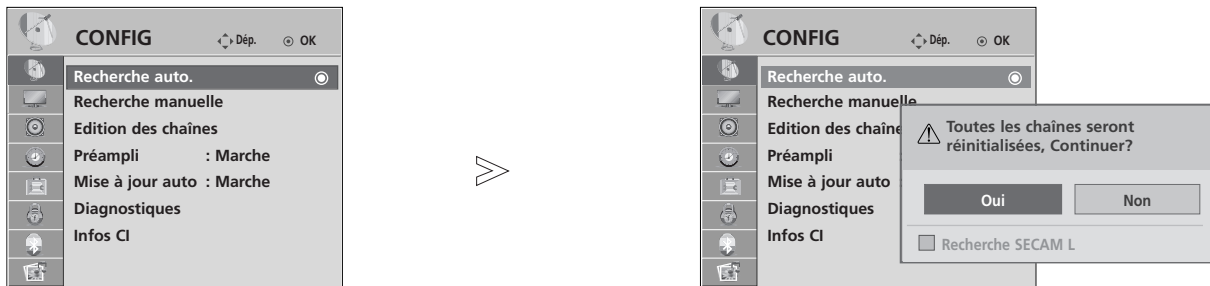 CONFIG Dép. OK
Recherche auto.
Recherche manuelle
Edition des chaînes
Préampli : Marche
Mise à jour auto : Marche
Diagnostiques
Infos CI
CONFIG Dép. OK
Recherche auto.
Recherche manuelle
Edition des chaîne
Préampli
Mise à jour auto
Diagnostiques
Infos CI
Toutes les chaînes seront
réinitialisées, Continuer?
Oui Non
Recherche SECAM L